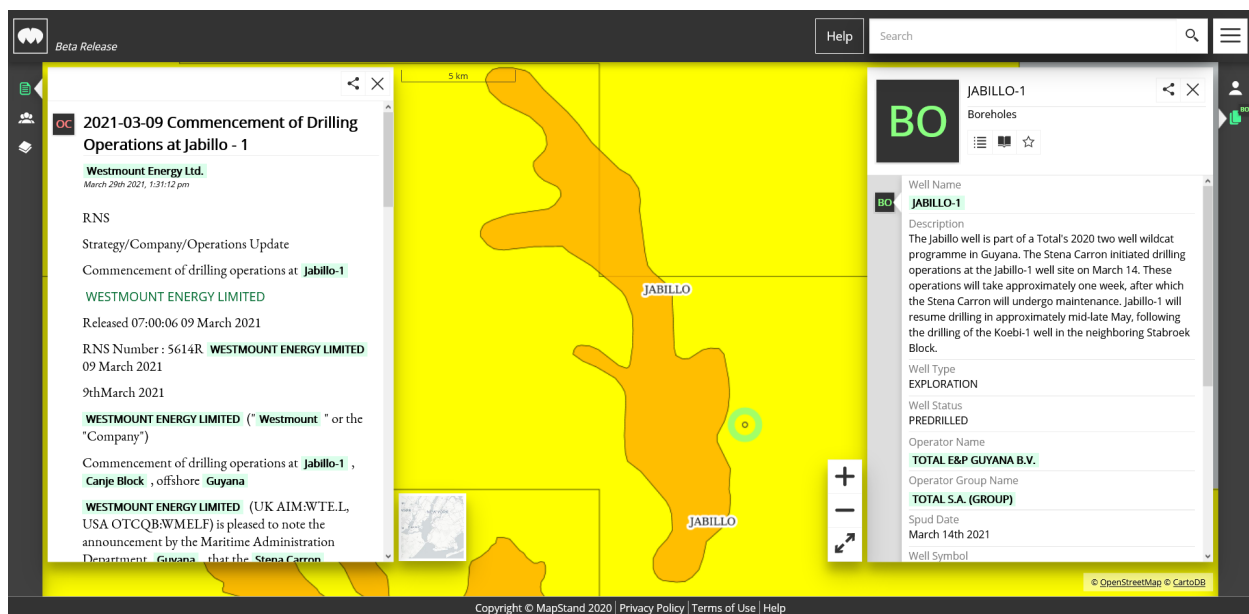 Beta Release
Help
Search
5 km
OC
2021-03-09 Commencement of Drilling
Operations at Jabillo - 1
Westmount Energy Ltd.
March 29th 2021, 1:31:12 pm
RNS
Strategy/Company/Operations Update
Commencement of drilling operations at Jabillo-1
WESTMOUNT ENERGY LIMITED
Released 07:00:06 09 March 2021
RNS Number : 5614R WESTMOUNT ENERGY LIMITED
09 March 2021
9thMarch 2021
WESTMOUNT ENERGY LIMITED (" Westmount " or the
"Company")
Commencement of drilling operations at Jabillo-1 ,
Canje Block , offshore Guyana
WESTMOUNT ENERGY LIMITED (UK AIM:WTE.L,
USA OTCQB:WMELF) is pleased to note the
announcement by the Maritime Administration
Department, Guyana , that the Stena Carron
JABILLO
JABILLO
BO
JABILLO-1
Boreholes
BO
BO
Well Name
JABILLO-1
Description
The Jabillo well is part of a Total's 2020 two well wildcat
programme in Guyana. The Stena Carron initiated drilling
operations at the Jabillo-1 well site on March 14. These
operations will take approximately one week, after which
the Stena Carron will undergo maintenance. Jabillo-1 will
resume drilling in approximately mid-late May, following
the drilling of the Koebi-1 well in the neighboring Stabroek
Block.
Well Type
EXPLORATION
Well Status
PREDRILLED
Operator Name
TOTAL E&P GUYANA B.V.
Operator Group Name
TOTAL S.A. (GROUP)
Spud Date
March 14th 2021
Well Symbol
© OpenStreetMap © CartoDB
Copyright © MapStand 2020 | Privacy Policy | Terms of Use | Help